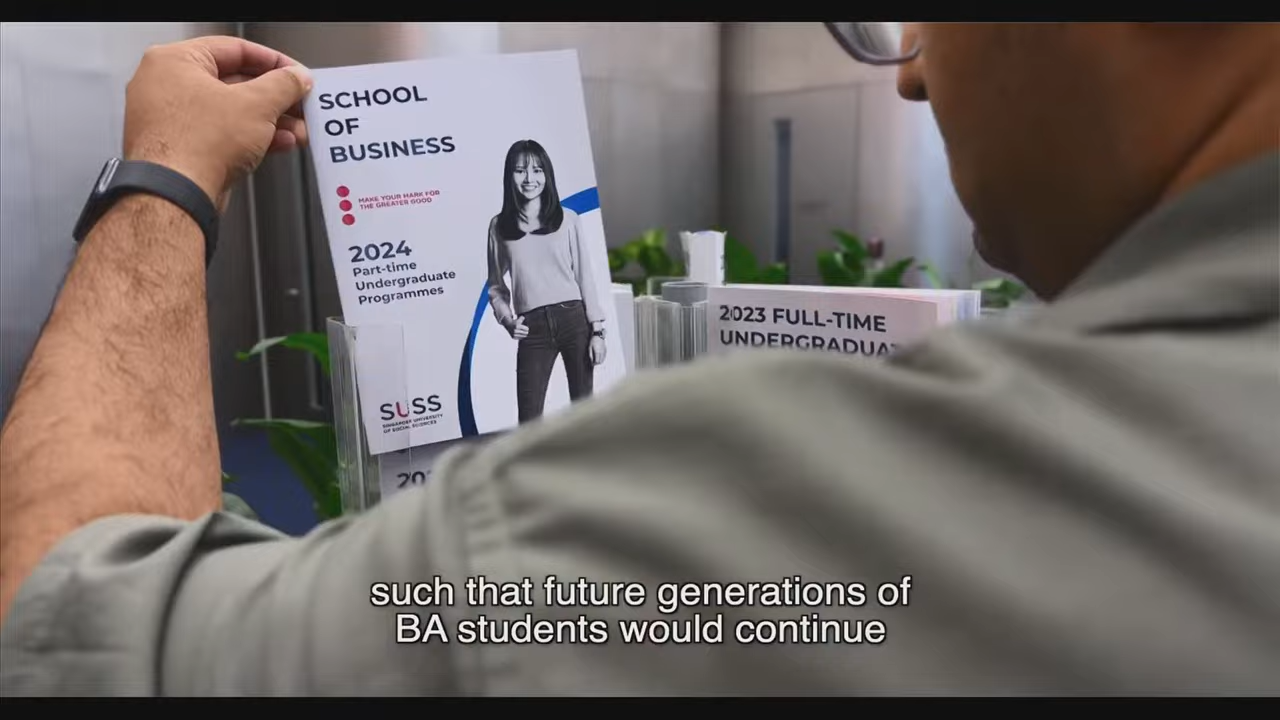 SCHOOL
OF
BUSINESS
MAKE YOUR MARK FOR
THE GREATER GOOD
2024
Part-time
Undergraduate
Programmes
SUSS
SINGAPORE UNIVERSITY
OF SOCIAL SCIENCES
2023 FULL-TIME
such that future generations of
BA students would continue